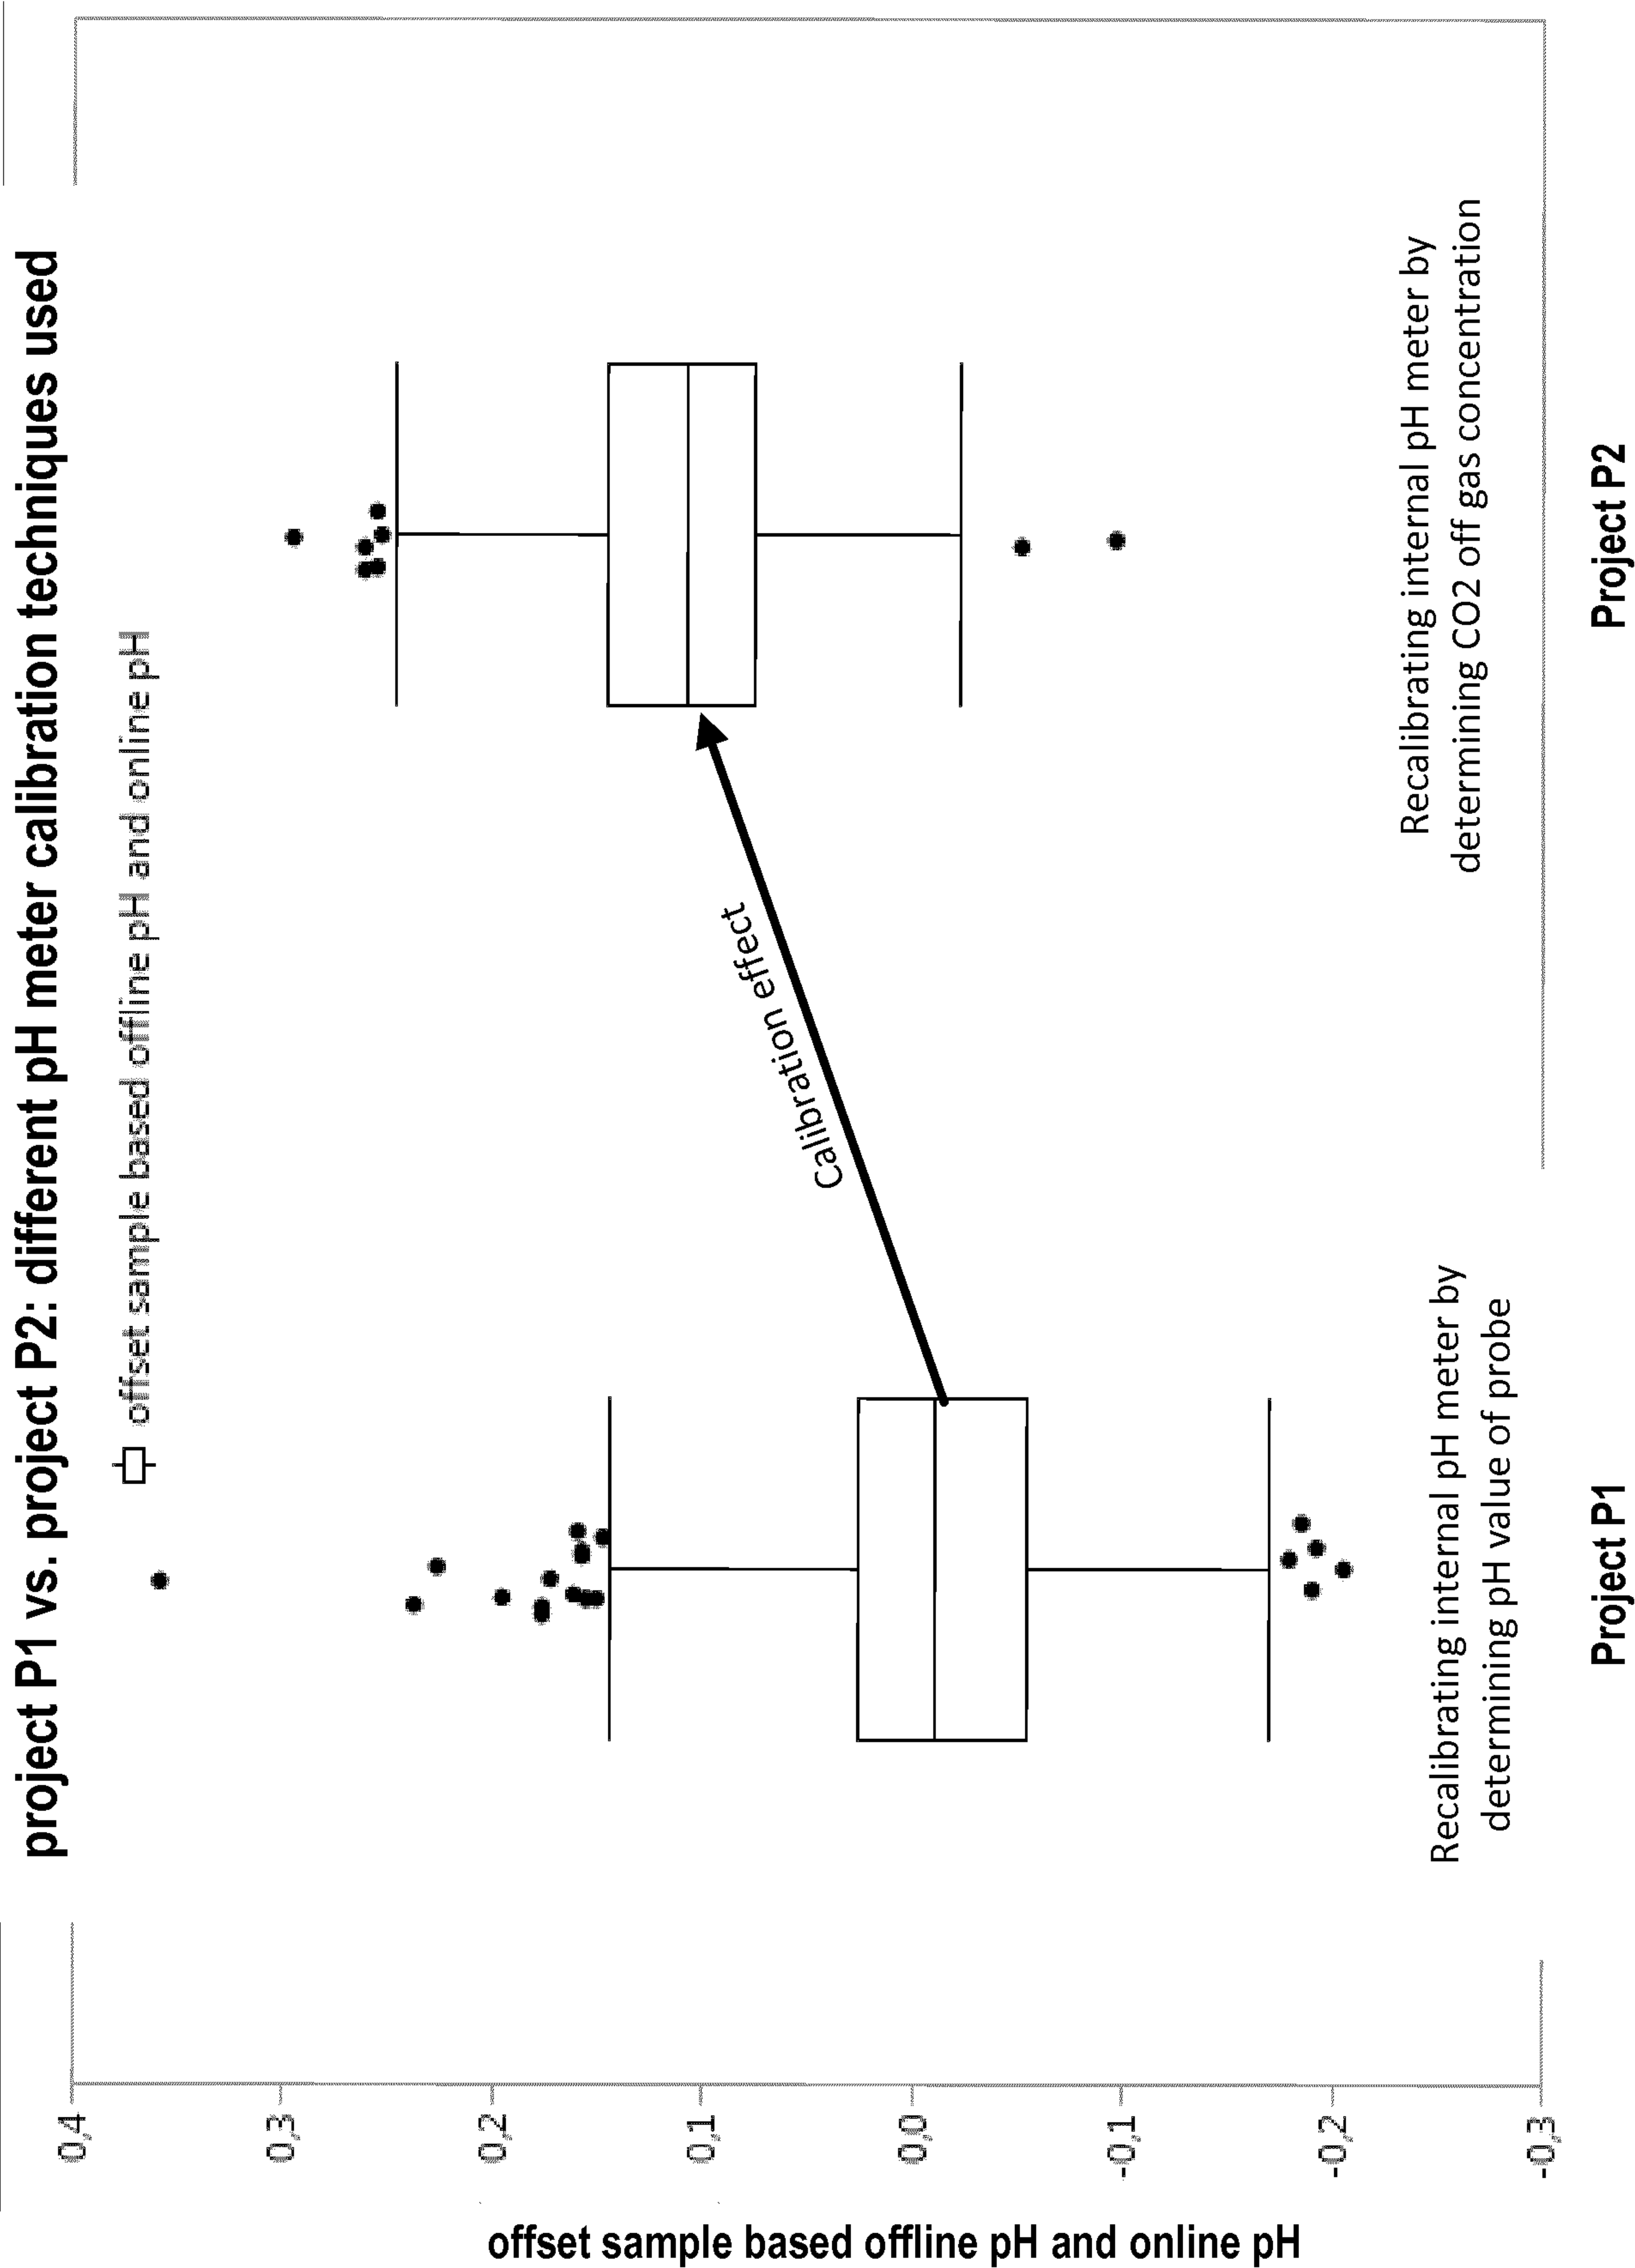 project P1 vs. project P2: different pH meter calibration techniques used
offset sample based offline pH and online pH
0,4
0,3
0,2
0,1
0,0
-0,1
-0,2
-0,3
offset sample based offline pH and online pH
Calibration effect
Recalibrating internal pH meter by
determining pH value of probe
Recalibrating internal pH meter by
determining CO2 off gas concentration
Project P1
Project P2